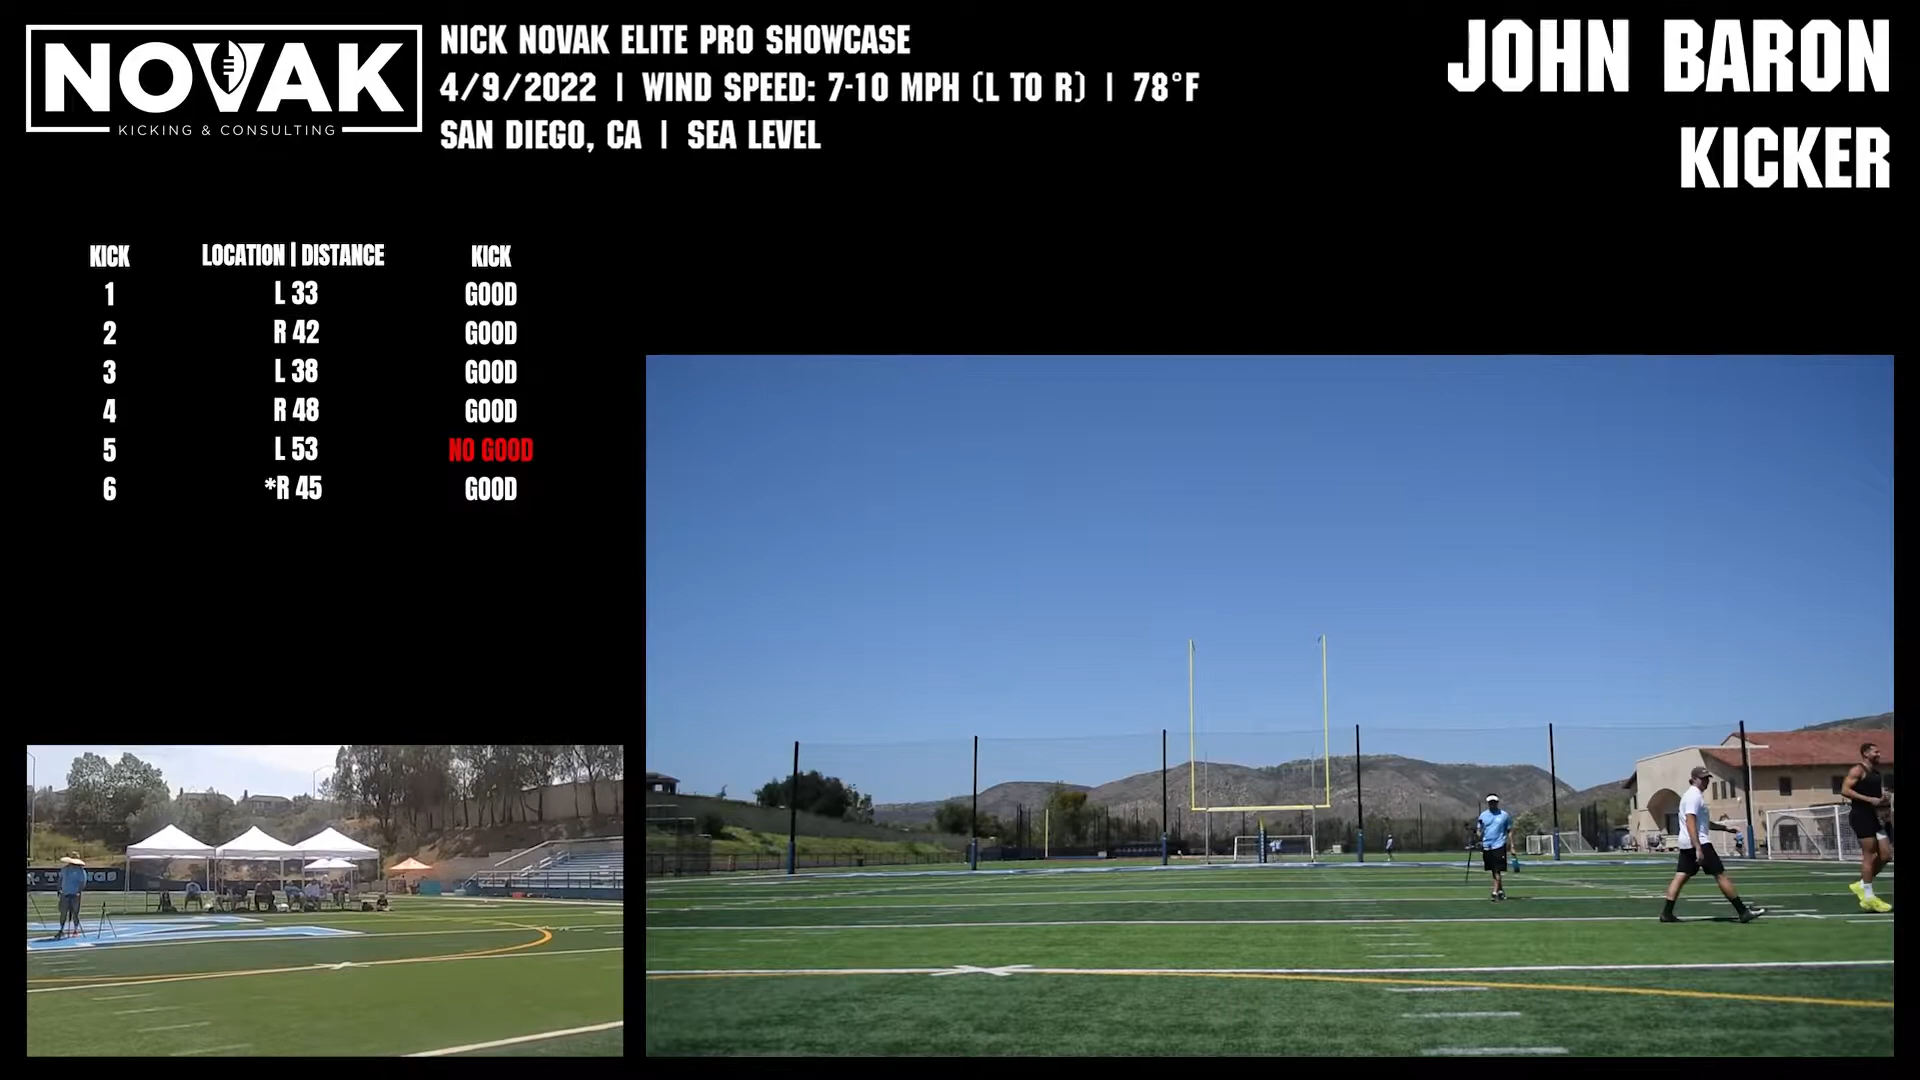 NOVAK
KICKING & CONSULTING
NICK NOVAK ELITE PRO SHOWCASE
4/9/2022 | WIND SPEED: 7-10 MPH (L TO R) | 78°F
SAN DIEGO, CA | SEA LEVEL
JOHN BARON
KICKER
KICK LOCATION | DISTANCE KICK
1 L 33 GOOD
2 R 42 GOOD
3 L 38 GOOD
4 R 48 GOOD
5 L 53 NO GOOD
6 *R 45 GOOD